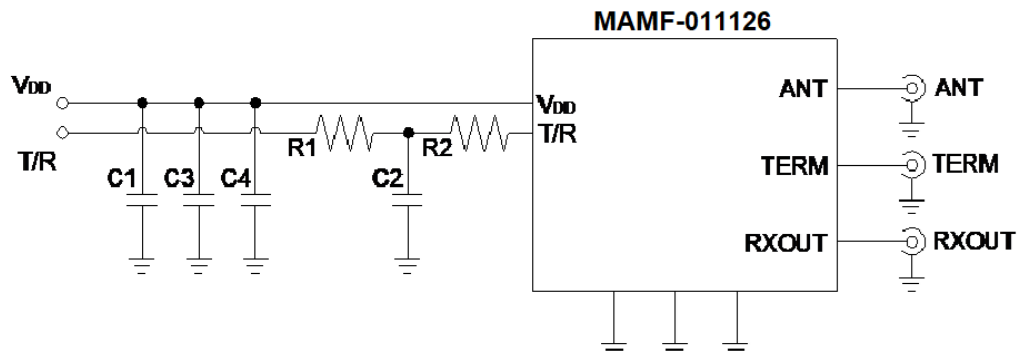 MAMF-011126
VDD
T/R
C1
C3
C4
R1
C2
R2
VDD
T/R
ANT
TERM
RXOUT
ANT
TERM
RXOUT